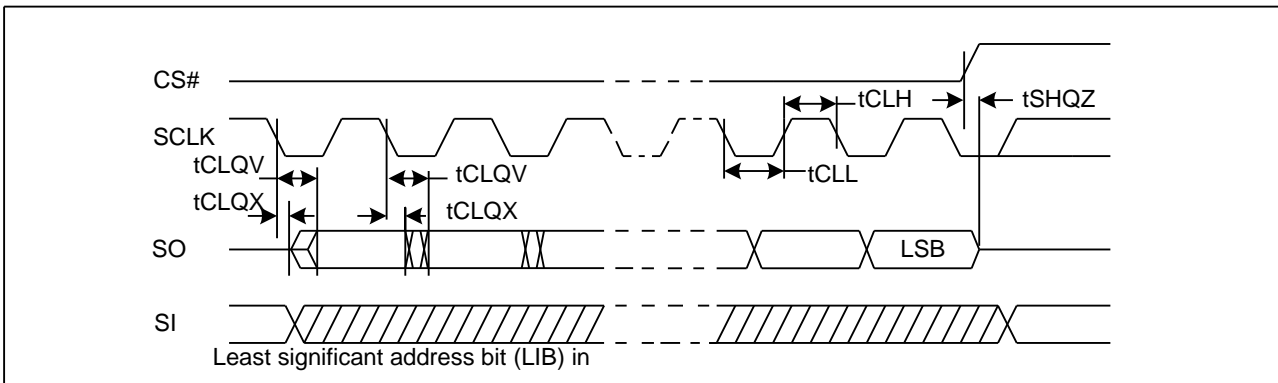 CS#
tCLH
tSHQZ
SCLK
tCLQV
tCLQV
tCLL
tCLQX
tCLQX
SO
LSB
SI
Least significant address bit (LIB) in